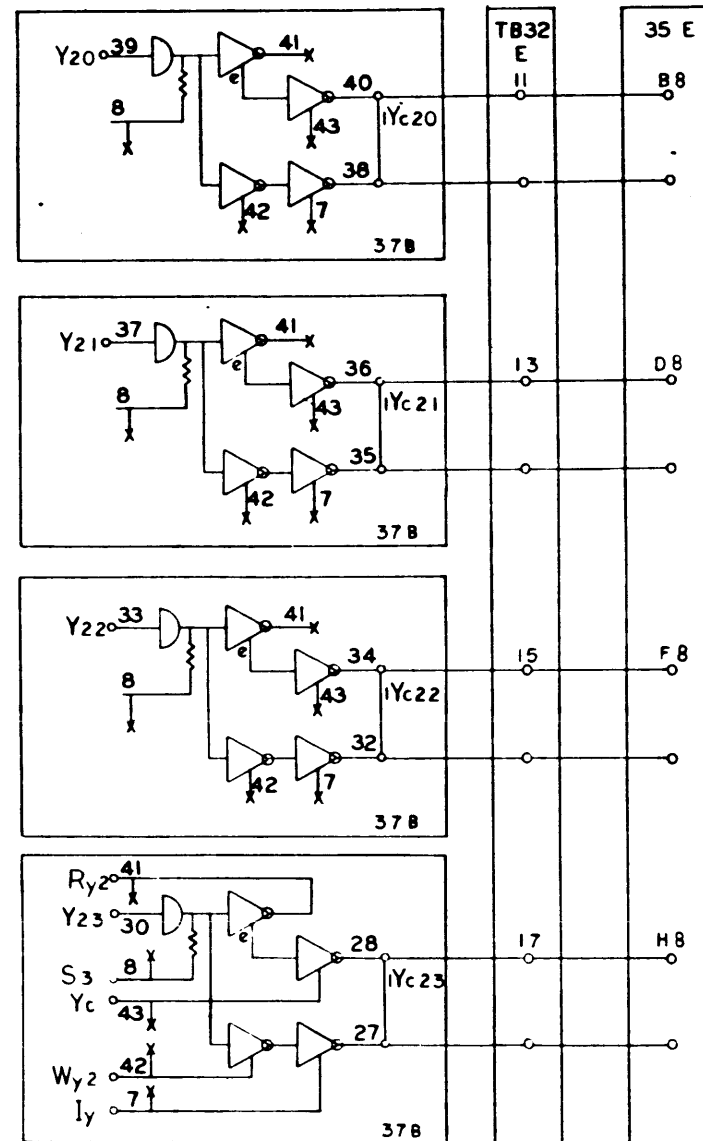 TB32 35 E
E
Y20 39 41 11 B8
e 40
8 1Yc20
43
38
42 7
37B
Y21 37 41
e 36 13 D8
8 43 1Yc21
35
42 7
37B
Y22 33 41
e 34 15 F8
8 43 1Yc22
32
42 7
37B
Ry2 41
Y23 30
e 28 17 H8
S3 8 1Yc23
Yc 43
27
Wy2 42
Iy 7
37B